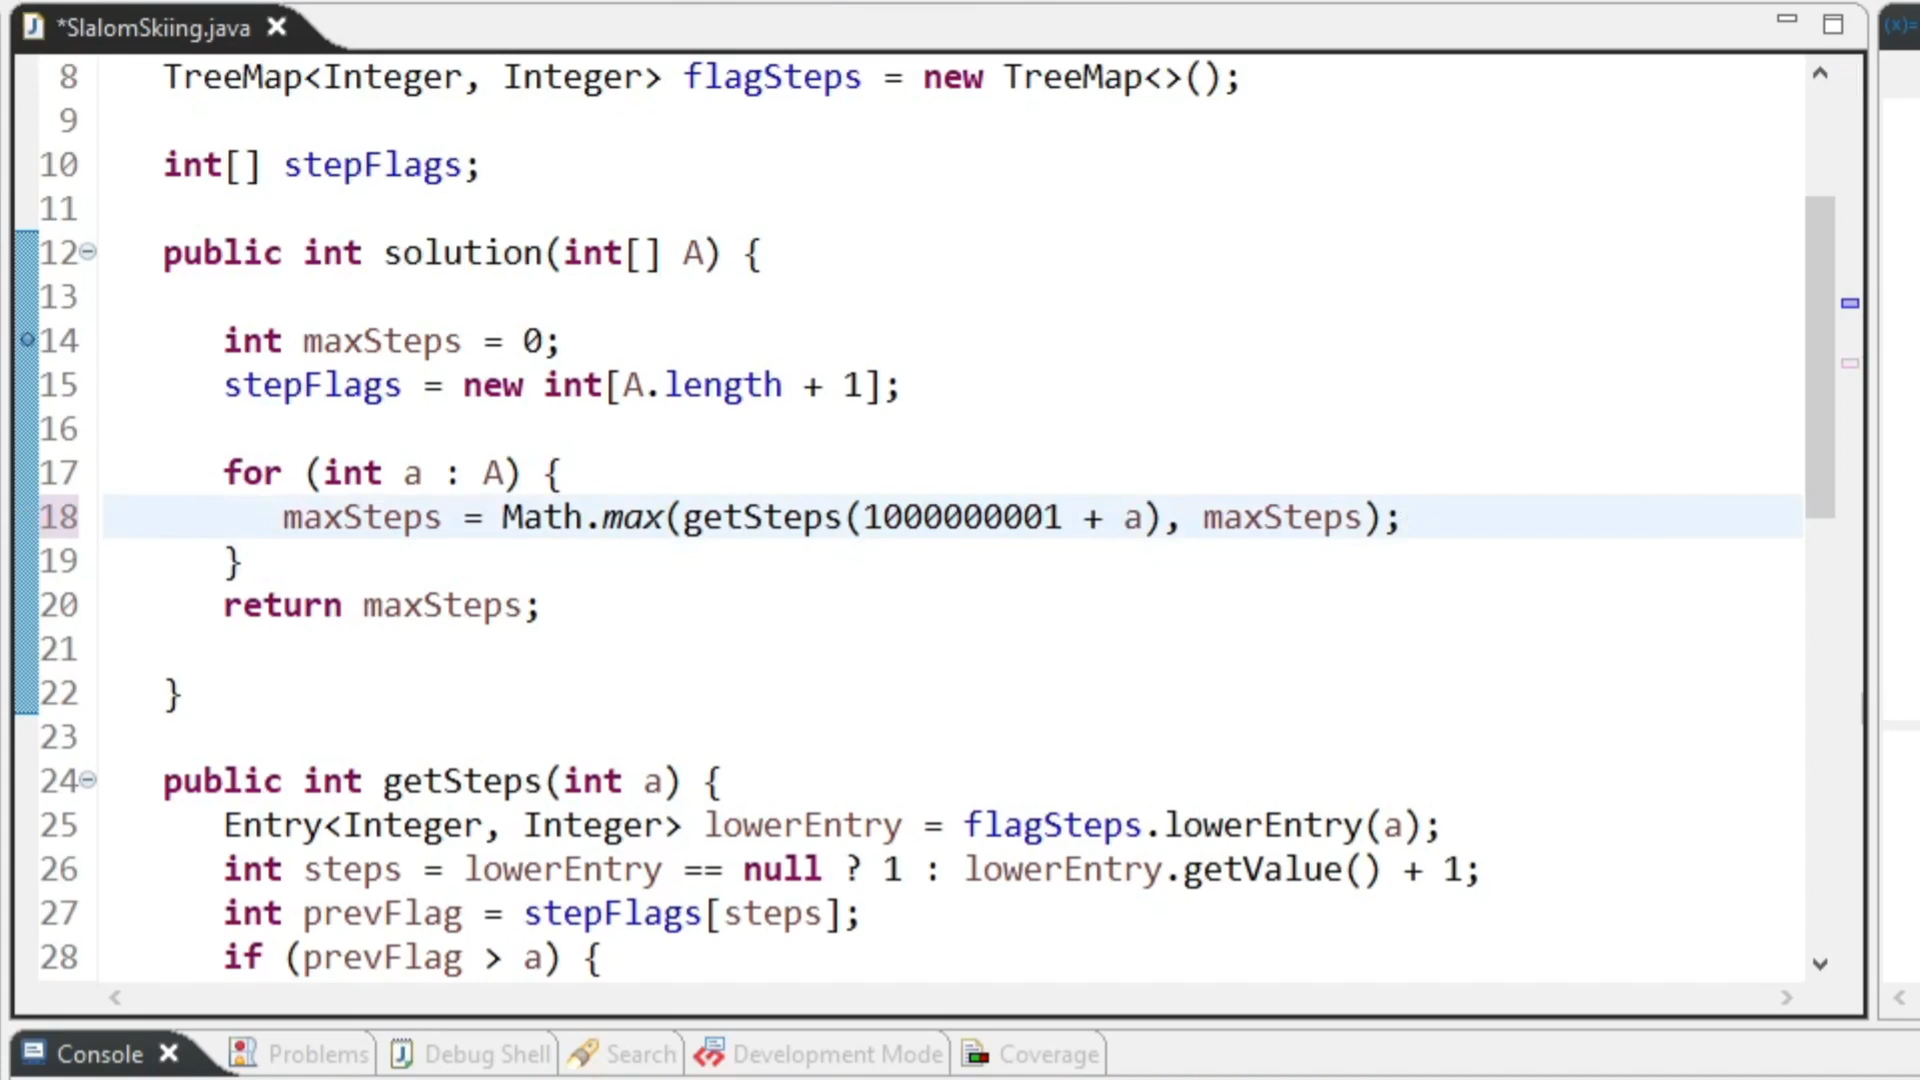 *SlalomSkiing.java
(x)=
8 TreeMap<Integer, Integer> flagSteps = new TreeMap<>();
9
10 int[] stepFlags;
11
12 public int solution(int[] A) {
13
14 int maxSteps = 0;
15 stepFlags = new int[A.length + 1];
16
17 for (int a : A) {
18 maxSteps = Math.max(getSteps(1000000001 + a), maxSteps);
19 }
20 return maxSteps;
21
22 }
23
24 public int getSteps(int a) {
25 Entry<Integer, Integer> lowerEntry = flagSteps.lowerEntry(a);
26 int steps = lowerEntry == null ? 1 : lowerEntry.getValue() + 1;
27 int prevFlag = stepFlags[steps];
28 if (prevFlag > a) {
Console Problems Debug Shell Search Development Mode Coverage